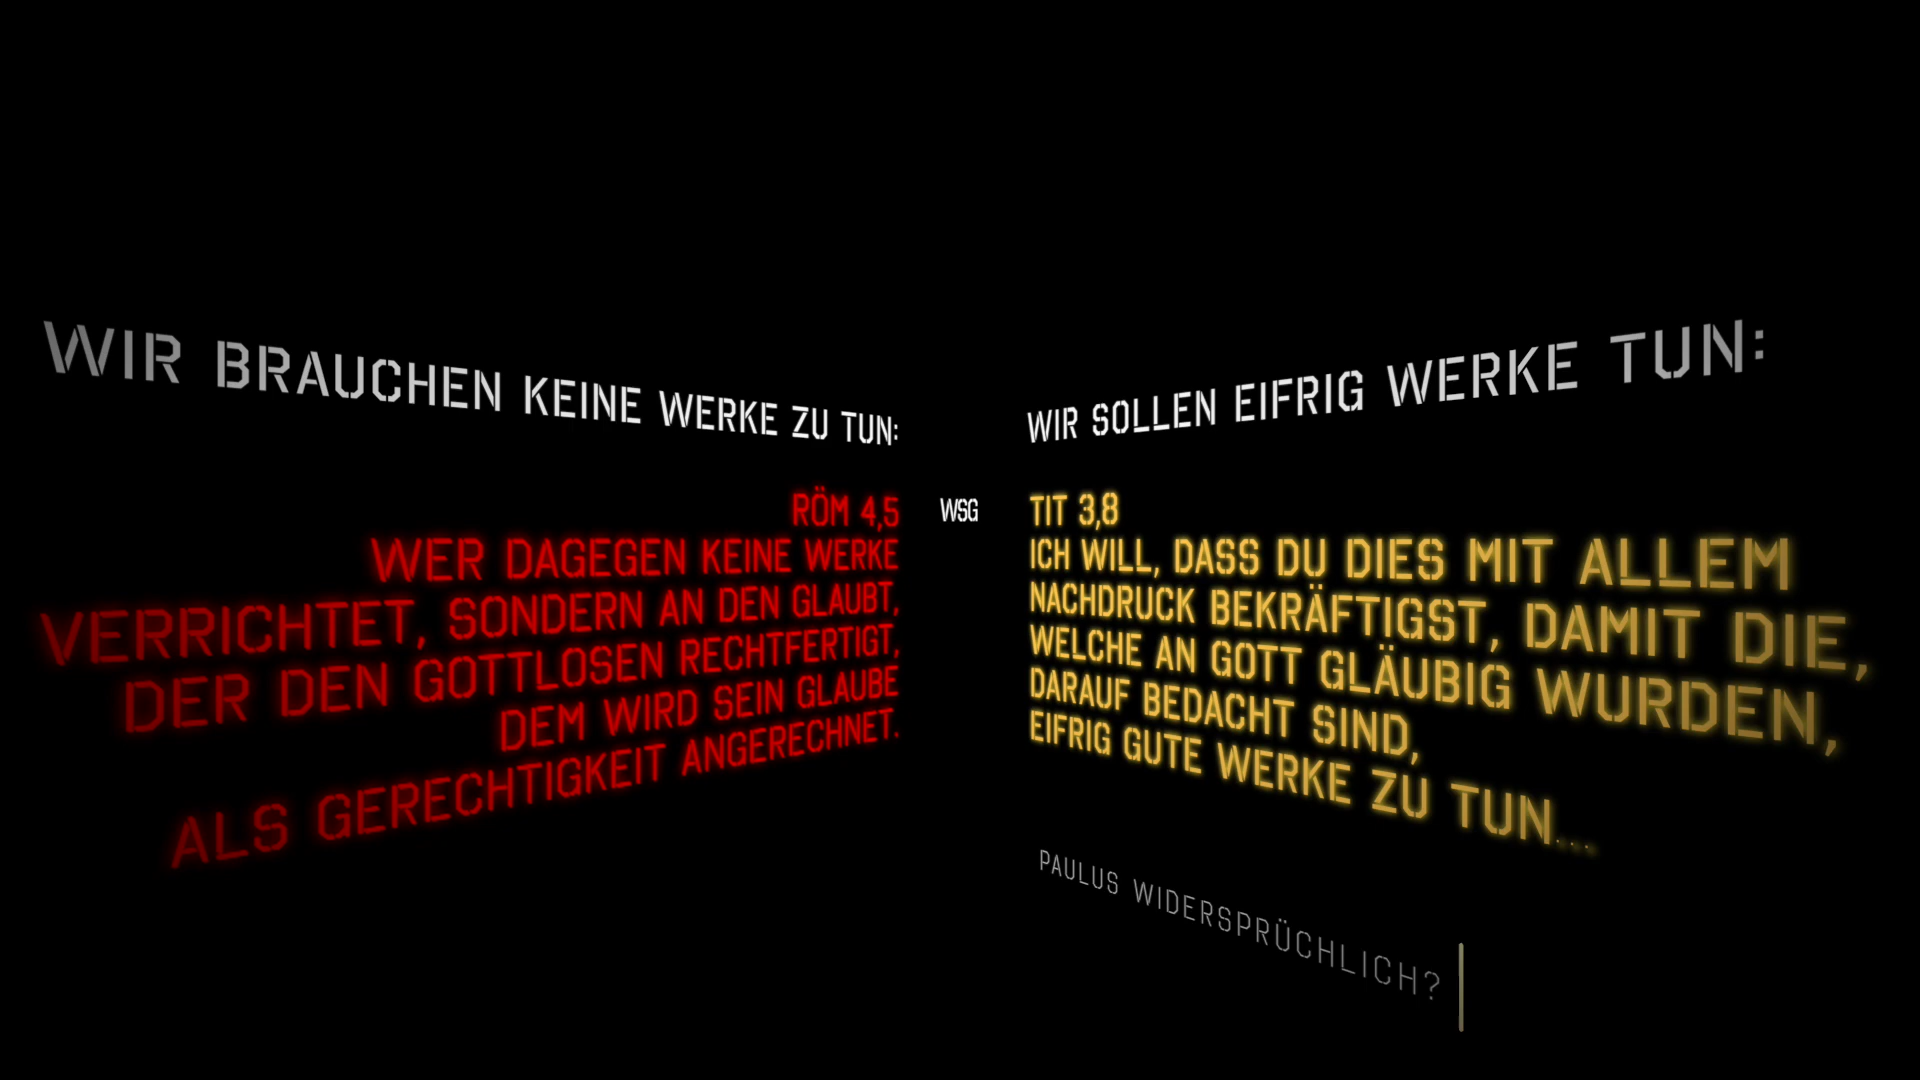 WIR BRAUCHEN KEINE WERKE ZU TUN:
RÖM 4,5
WER DAGEGEN KEINE WERKE
VERRICHTET, SONDERN AN DEN GLAUBT,
DER DEN GOTTLOSEN RECHTFERTIGT,
DEM WIRD SEIN GLAUBE
ALS GERECHTIGKEIT ANGERECHNET.
WSG
WIR SOLLEN EIFRIG WERKE TUN:
TIT 3,8
ICH WILL, DASS DU DIES MIT ALLEM
NACHDRUCK BEKRÄFTIGST, DAMIT DIE,
WELCHE AN GOTT GLÄUBIG WURDEN,
DARAUF BEDACHT SIND,
EIFRIG GUTE WERKE ZU TUN...
PAULUS WIDERSPRÜCHLICH?